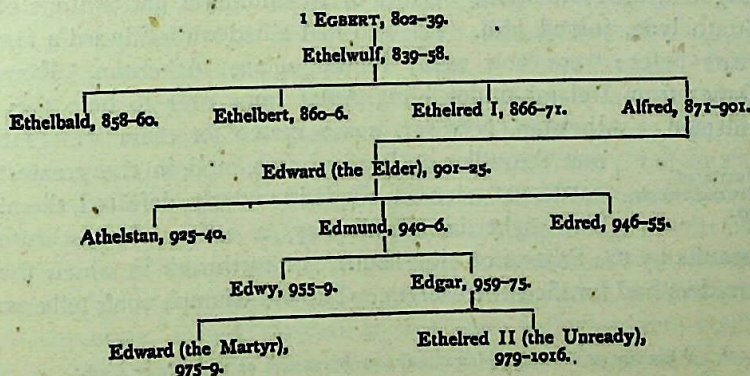 1 EGBERT, 802-39.
Ethelwulf, 839-58.
Ethelbald, 858-60. Ethelbert, 860-6. Ethelred I, 866-71. Alfred, 871-901.
Edward (the Elder), 901-25.
Athelstan, 925-40. Edmund, 940-6. Edred, 946-55.
Edwy, 955-9. Edgar, 959-75.
Edward (the Martyr), Ethelred II (the Unready),
975-9. 979-1016.